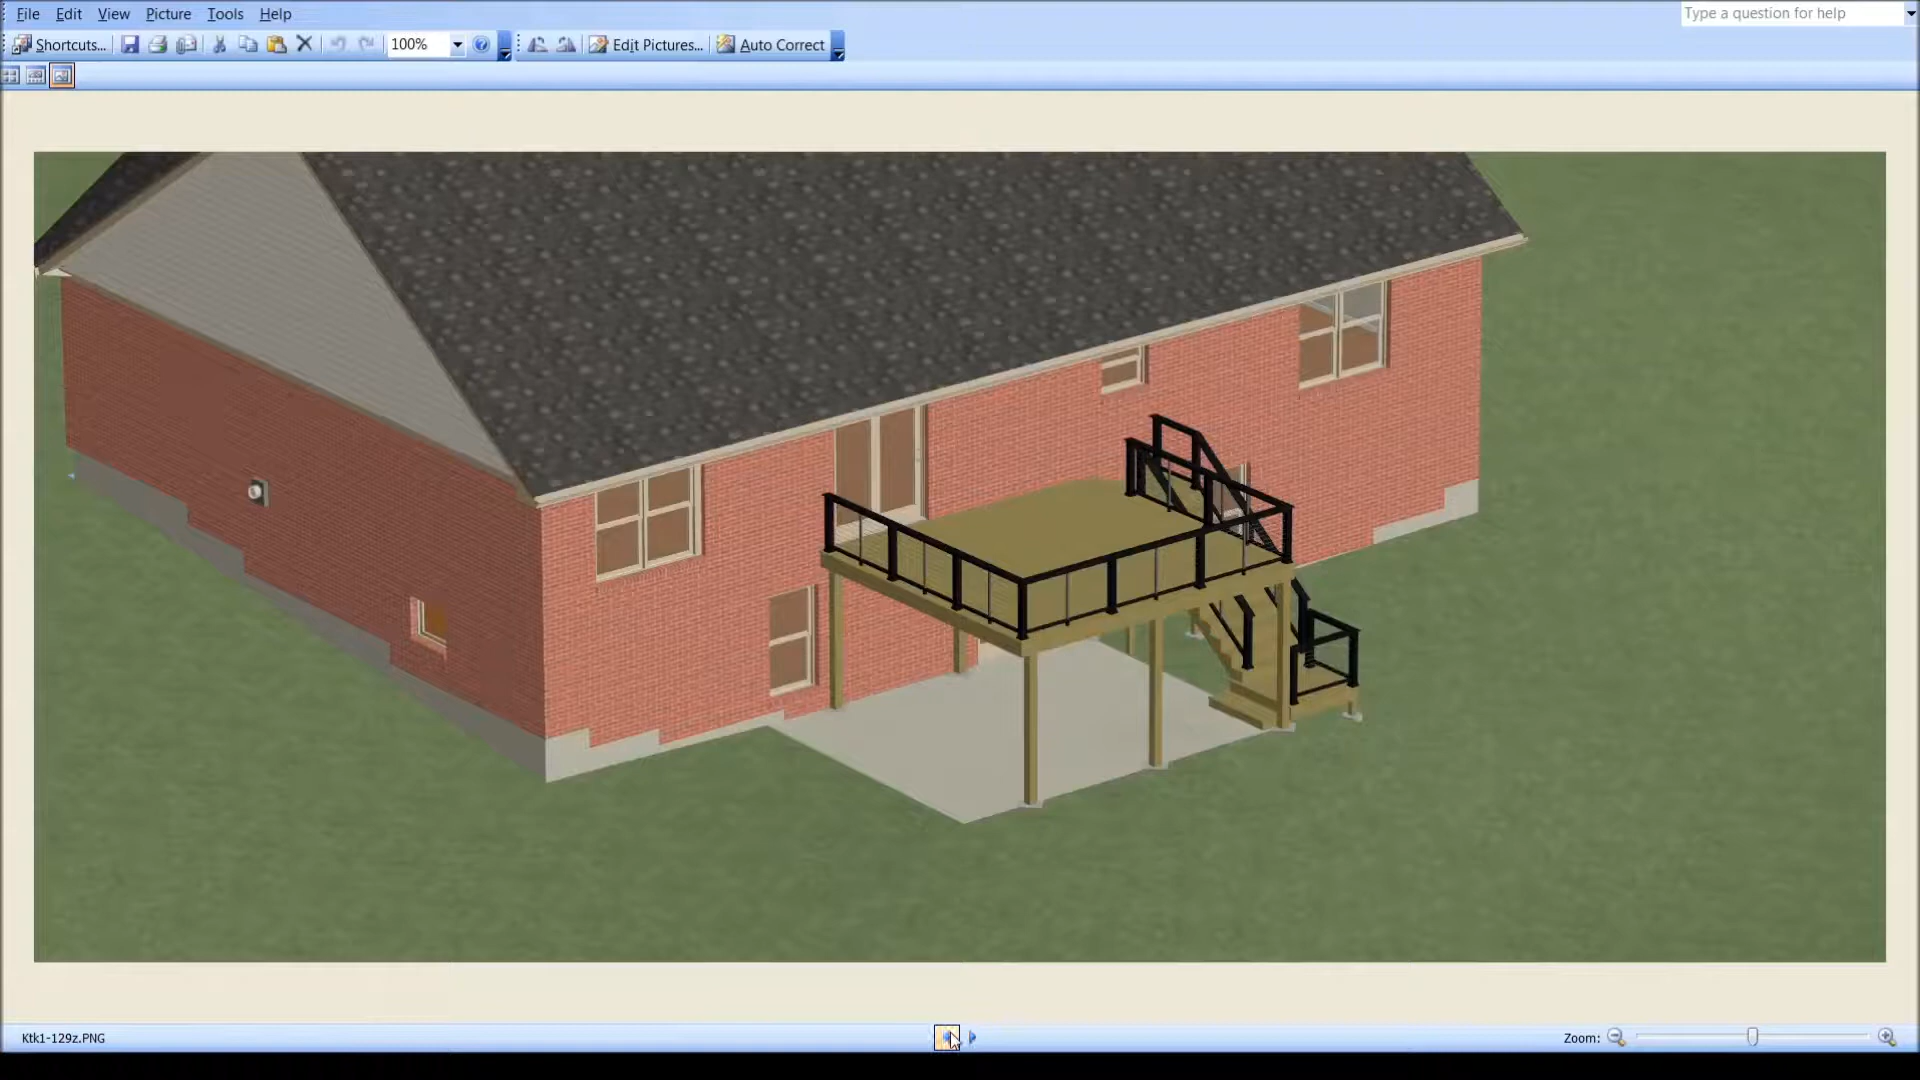 File Edit View Picture Tools Help
Type a question for help
Shortcuts... 100% Edit Pictures... Auto Correct
Ktk1-129z.PNG
Zoom: